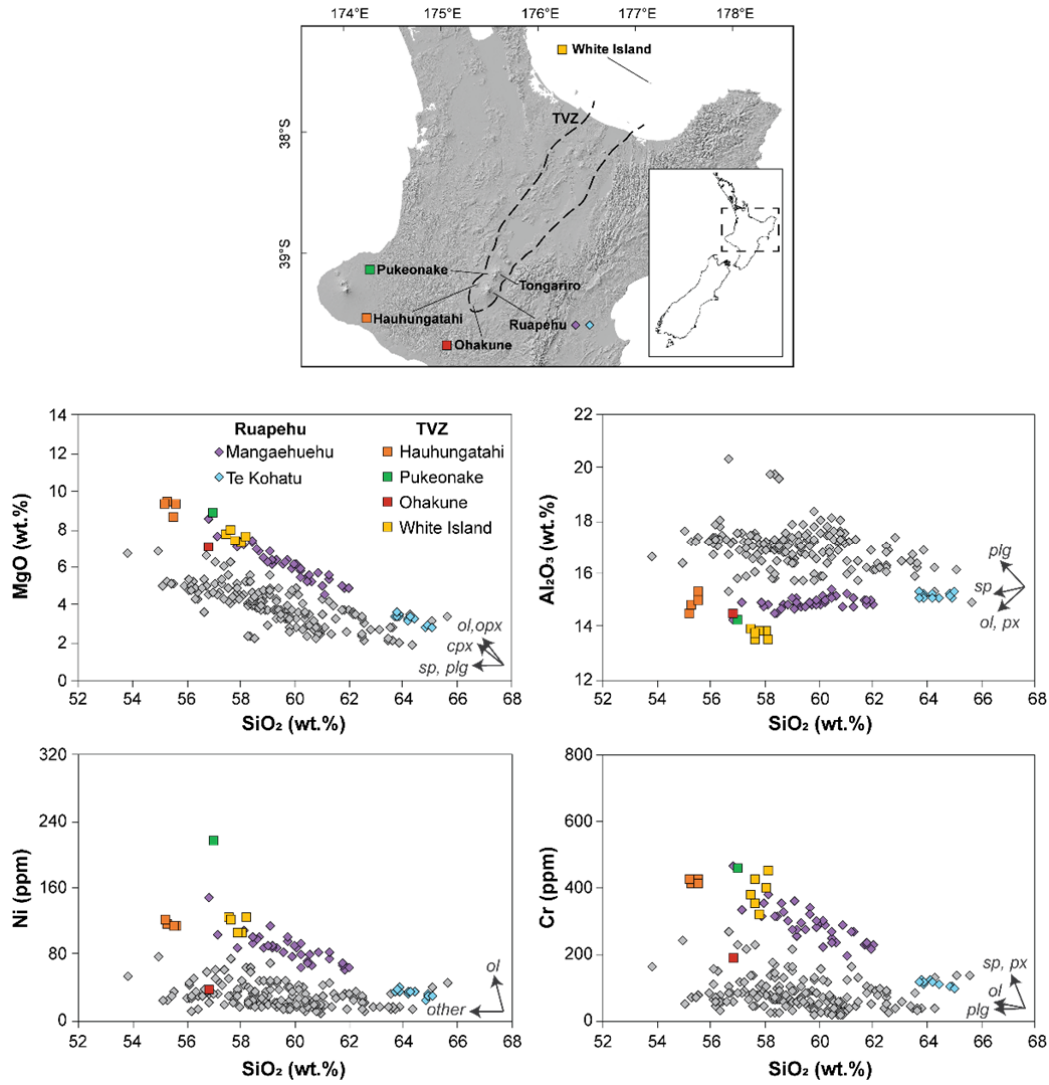 174°E 175°E 176°E 177°E 178°E
White Island
TVZ
38°S
39°S
Pukeonake
Tongariro
Hauhungatahi
Ruapehu
Ohakune
14
12
10
8
6
4
2
0
MgO (wt.%)
Ruapehu TVZ
Mangaehuehu Hauhungatahi
Te Kohatu Pukeonake
Ohakune
White Island
ol,opx
cpx
sp, plg
52 54 56 58 60 62 64 66 68
SiO₂ (wt.%)
22
20
18
16
14
12
Al₂O₃ (wt.%)
plg
sp
ol, px
52 54 56 58 60 62 64 66 68
SiO₂ (wt.%)
320
240
160
80
0
Ni (ppm)
ol
other
52 54 56 58 60 62 64 66 68
SiO₂ (wt.%)
800
600
400
200
0
Cr (ppm)
sp, px
ol
plg
52 54 56 58 60 62 64 66 68
SiO₂ (wt.%)